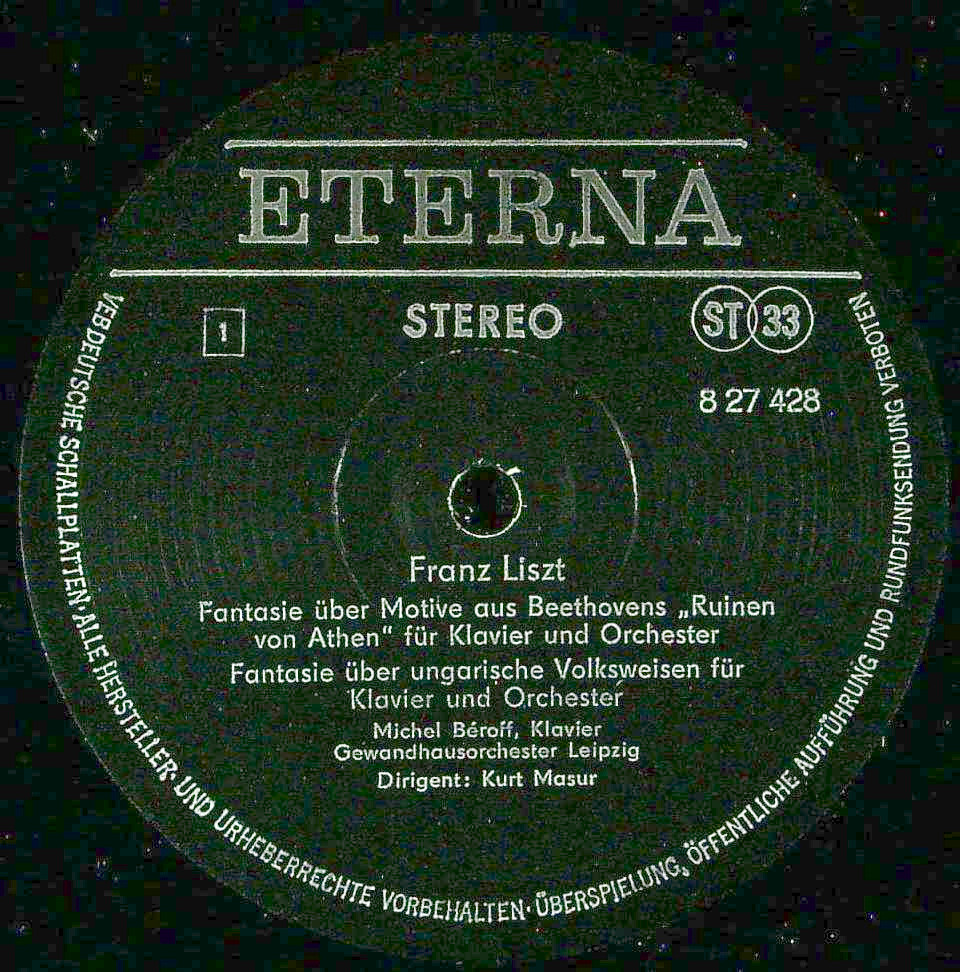 ETERNA
1
STEREO
ST 33
8 27 428
Franz Liszt
Fantasie über Motive aus Beethovens „Ruinen
von Athen“ für Klavier und Orchester
Fantasie über ungarische Volksweisen für
Klavier und Orchester
Michel Béroff, Klavier
Gewandhausorchester Leipzig
Dirigent: Kurt Masur
VEB DEUTSCHE SCHALLPLATTEN · ALLE HERSTELLER- UND URHEBERRECHTE VORBEHALTEN · ÜBERSPIELUNG, ÖFFENTLICHE AUFFÜHRUNG UND RUNDFUNKSENDUNG VERBOTEN